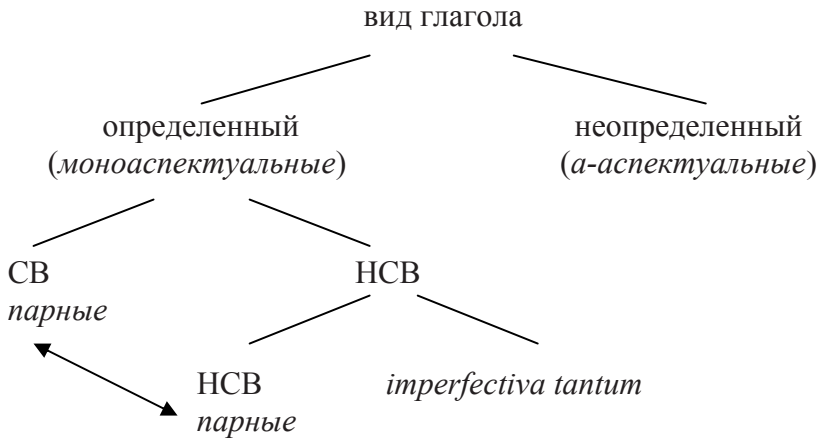 вид глагола
определенный
(моноаспектуальные)
неопределенный
(а-аспектуальные)
СВ
парные
НСВ
НСВ
парные
imperfectiva tantum